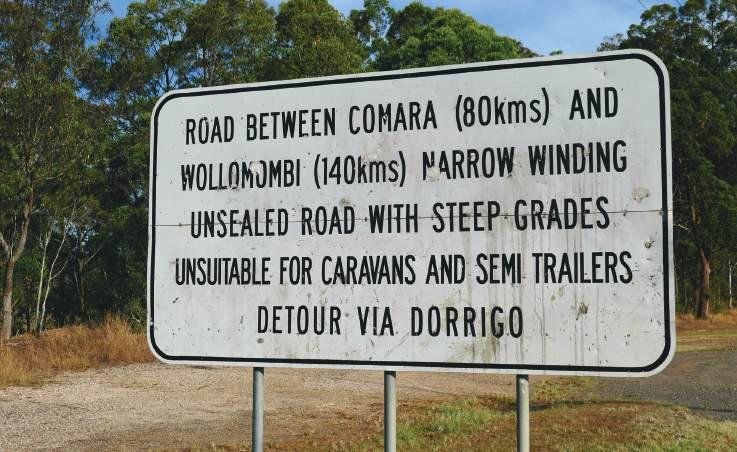 ROAD BETWEEN COMARA (80kms) AND
WOLLOMOMBI (140kms) NARROW WINDING
UNSEALED ROAD WITH STEEP GRADES
UNSUITABLE FOR CARAVANS AND SEMI TRAILERS
DETOUR VIA DORRIGO